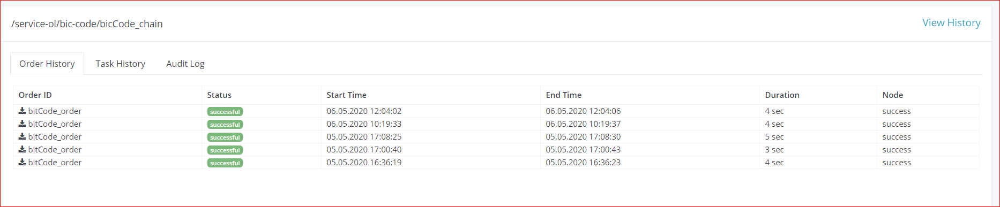 /service-ol/bic-code/bicCode_chain
View History
Order History Task History Audit Log
Order ID Status Start Time End Time Duration Node
bitCode_order successful 06.05.2020 12:04:02 06.05.2020 12:04:06 4 sec success
bitCode_order successful 06.05.2020 10:19:33 06.05.2020 10:19:37 4 sec success
bitCode_order successful 05.05.2020 17:08:25 05.05.2020 17:08:30 5 sec success
bitCode_order successful 05.05.2020 17:00:40 05.05.2020 17:00:43 3 sec success
bitCode_order successful 05.05.2020 16:36:19 05.05.2020 16:36:23 4 sec success